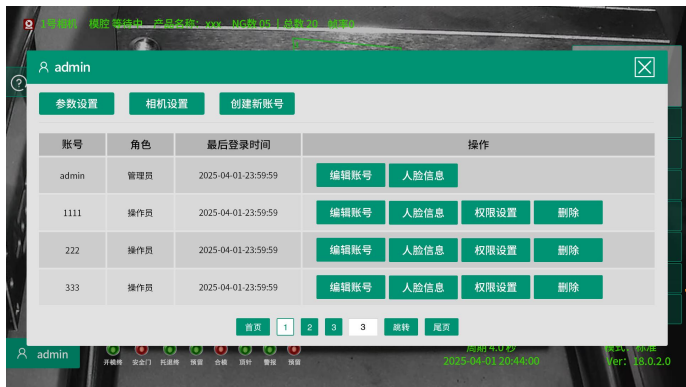 1号相机 模腔 等待中 产品名称: xxx NG数 05 | 总数 20 帧率0
admin
参数设置 相机设置 创建新账号
账号 角色 最后登录时间 操作
admin 管理员 2025-04-01-23:59:59 编辑账号 人脸信息
1111 操作员 2025-04-01-23:59:59 编辑账号 人脸信息 权限设置 删除
222 操作员 2025-04-01-23:59:59 编辑账号 人脸信息 权限设置 删除
333 操作员 2025-04-01-23:59:59 编辑账号 人脸信息 权限设置 删除
首页 1 2 3 3 跳转 尾页
admin
开模终 安全门 托退终 预留 合模 顶针 警报 预留
周期 4.0 秒
2025-04-01 20:44:00
模式: 标准
Ver: 18.0.2.0